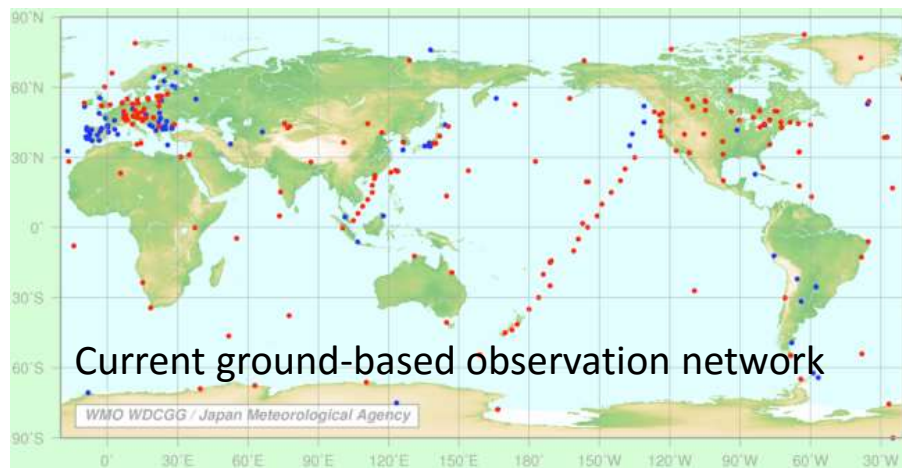 90°N
60°N
30°N
0°
30°S
60°S
90°S
Current ground-based observation network
WMO WDCGG / Japan Meteorological Agency
0° 30°E 60°E 90°E 120°E 150°E 180° 150°W 120°W 90°W 60°W 30°W